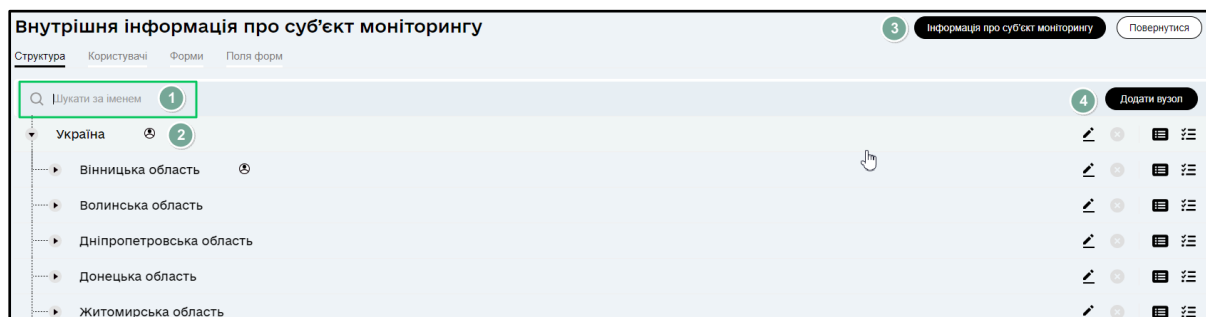 Внутрішня інформація про суб’єкт моніторингу
3 Інформація про суб'єкт моніторингу Повернутися
Структура Користувачі Форми Поля форм
Шукати за іменем 1
4 Додати вузол
Україна 2
Вінницька область
Волинська область
Дніпропетровська область
Донецька область
Житомирська область